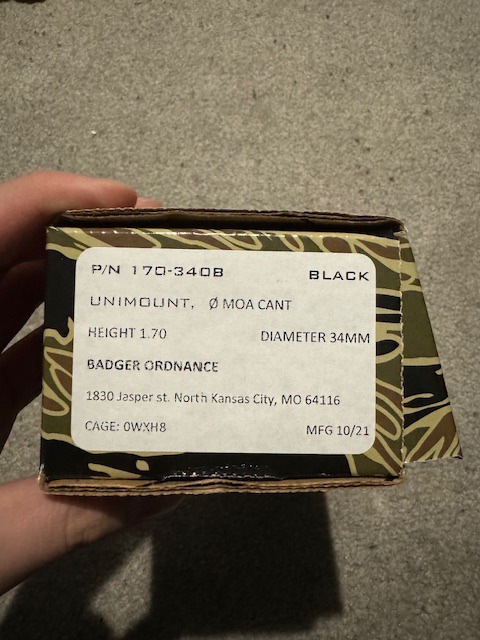 P/N 170-340B BLACK
UNIMOUNT, Ø MOA CANT
HEIGHT 1.70 DIAMETER 34MM
BADGER ORDNANCE
1830 Jasper st. North Kansas City, MO 64116
CAGE: 0WXH8 MFG 10/21